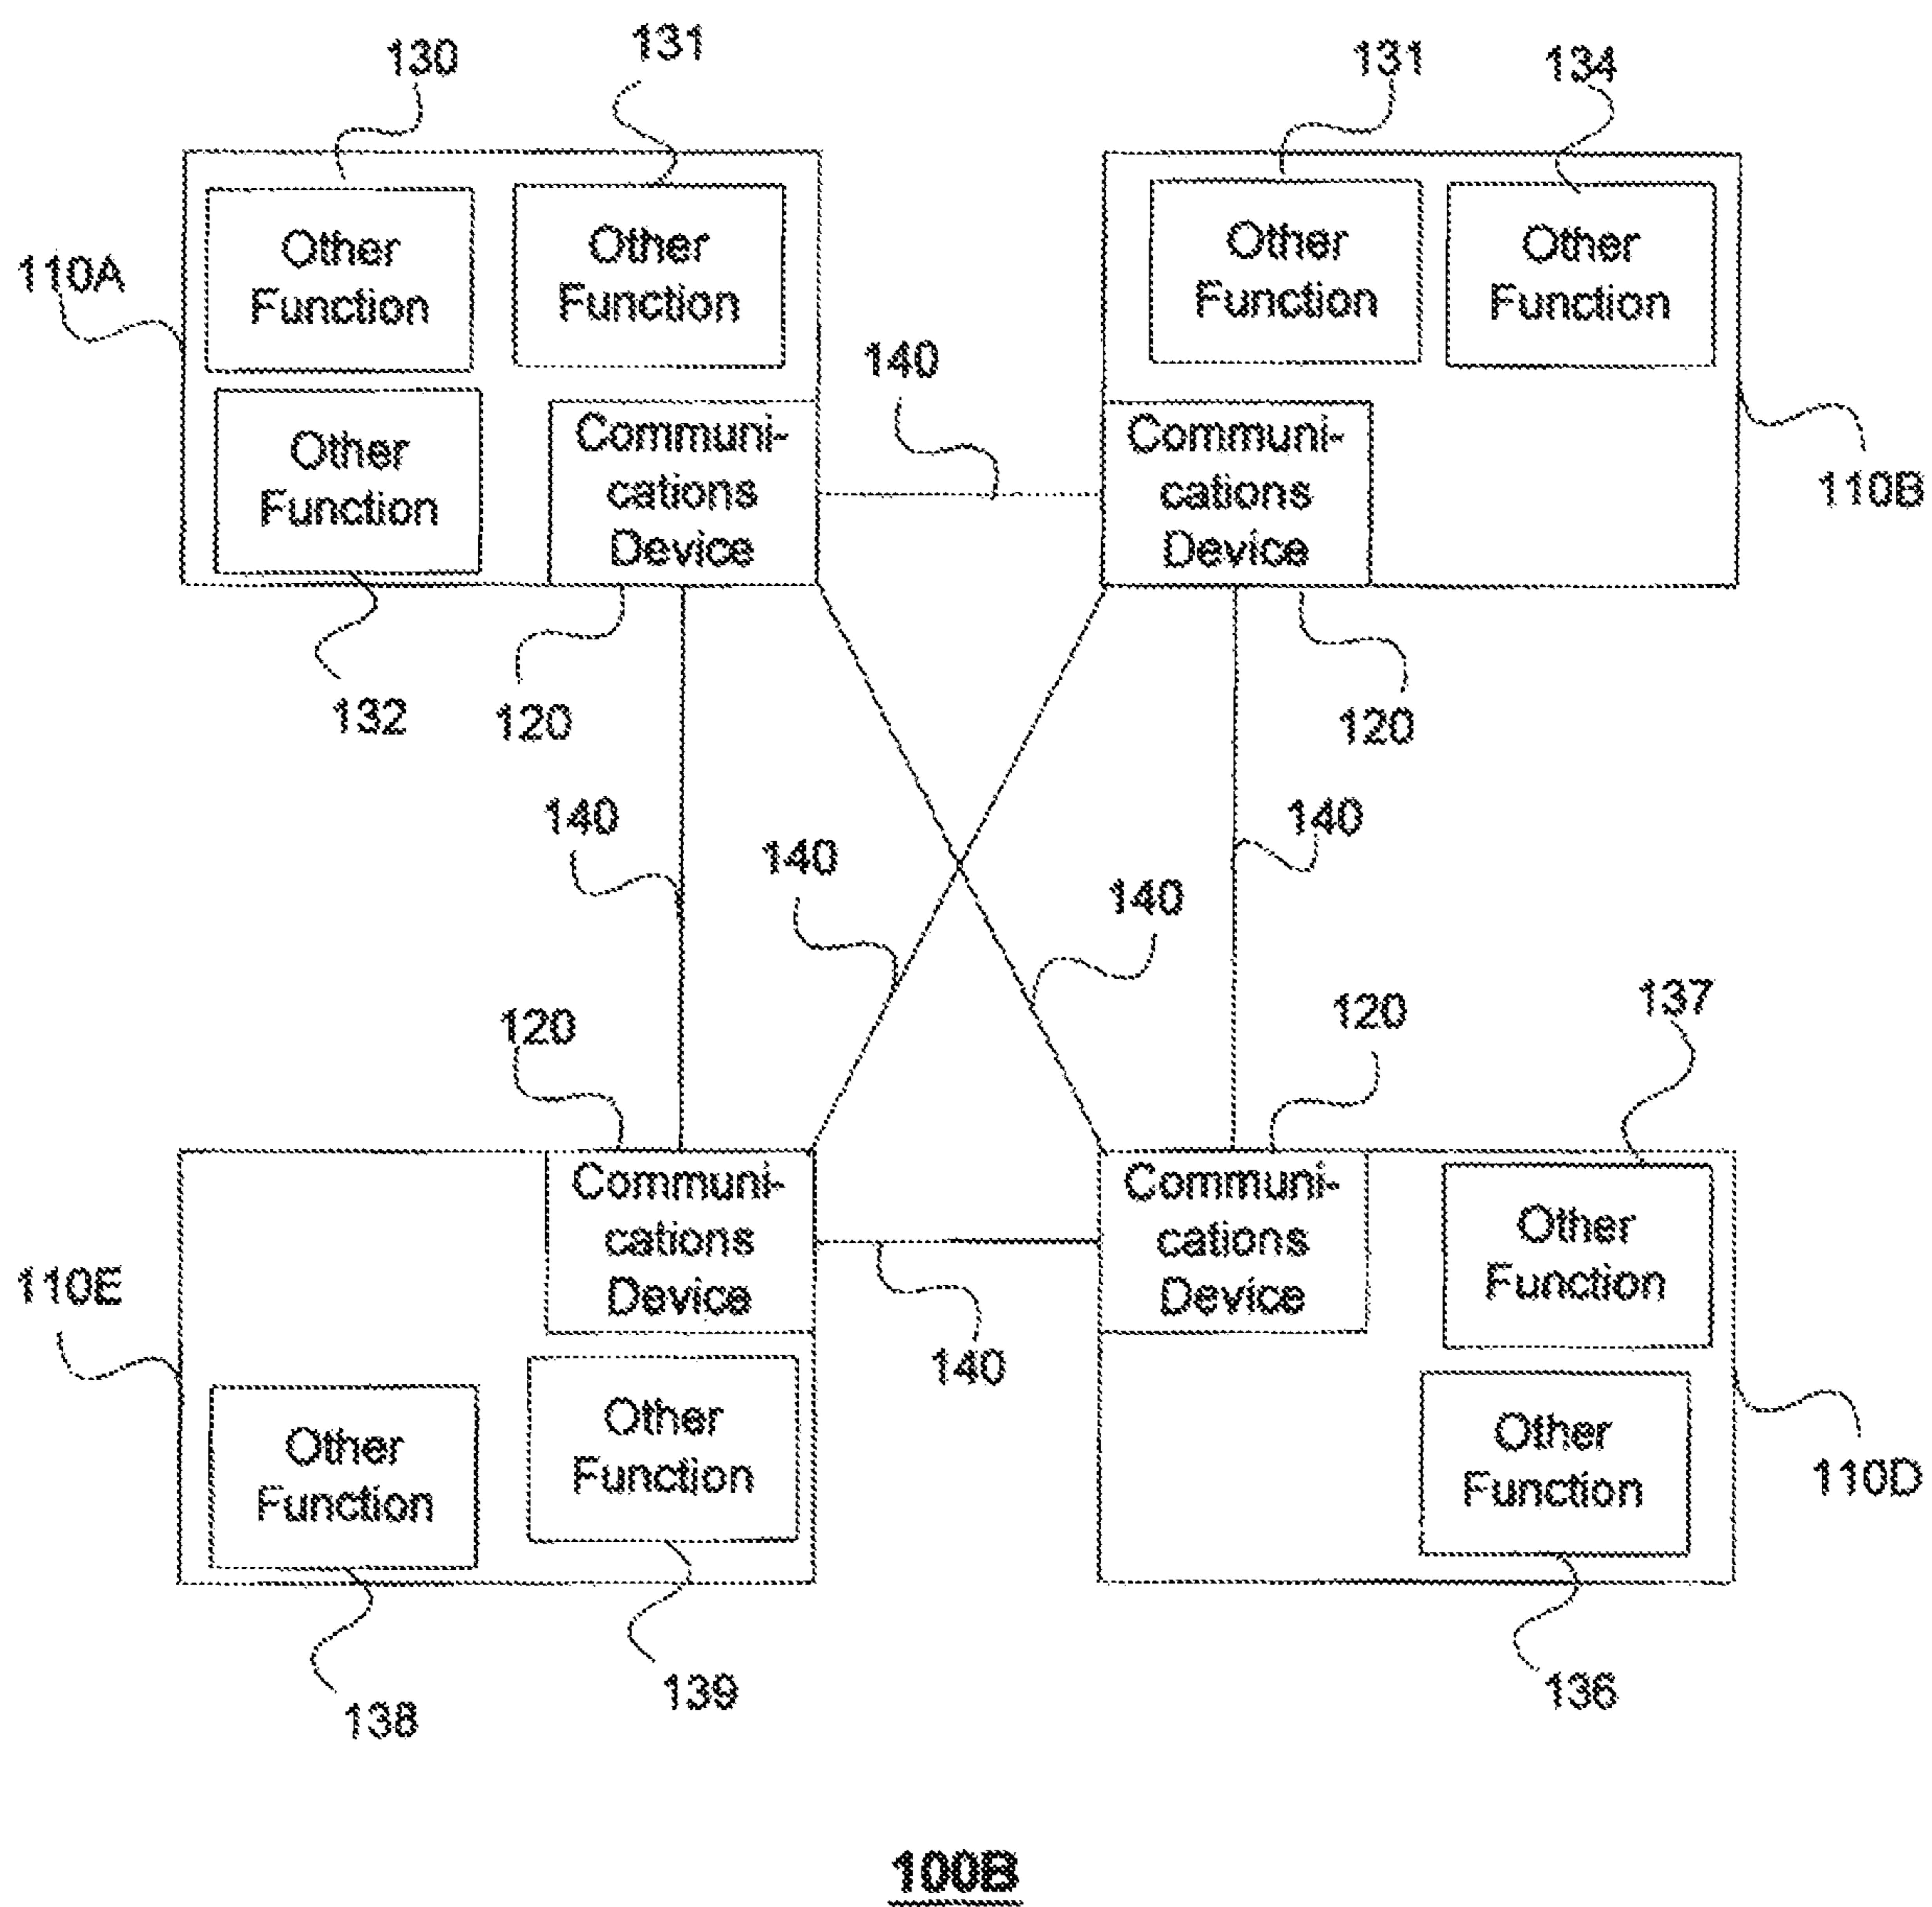 130
131
131
134
110A
Other
Function
Other
Function
Other
Function
Other
Function
140
Other
Function
Communi-
cations
Device
Communi-
cations
Device
110B
132
120
120
140
140
140
140
120
120
137
110E
Communi-
cations
Device
Communi-
cations
Device
Other
Function
140
Other
Function
Other
Function
Other
Function
110D
138
139
136
100B